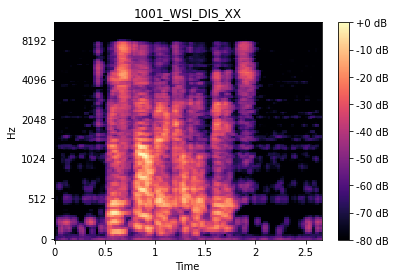 1001_WSI_DIS_XX
+0 dB
8192
-10 dB
4096
-20 dB
-30 dB
2048
-40 dB
Hz
1024
-50 dB
512
-60 dB
-70 dB
0
-80 dB
0 0.5 1 1.5 2 2.5
Time